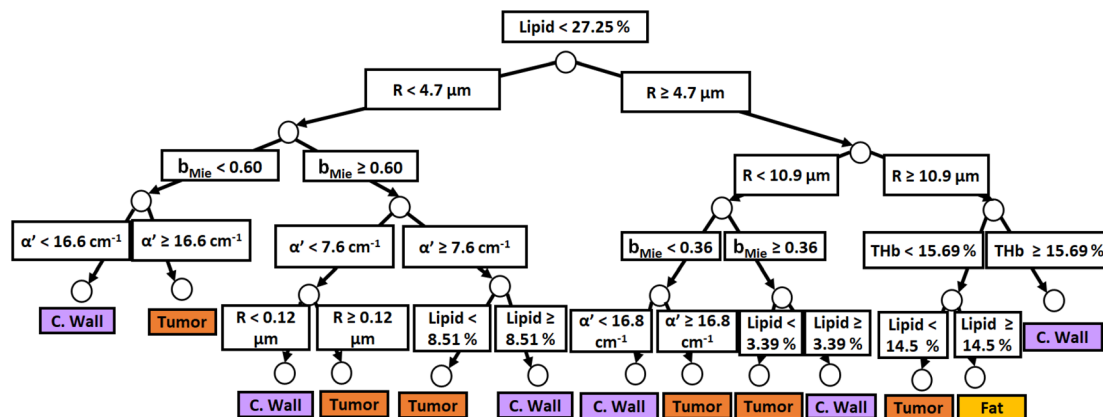 Lipid < 27.25 %
R < 4.7 µm
R ≥ 4.7 µm
b_Mie < 0.60
b_Mie ≥ 0.60
R < 10.9 µm
R ≥ 10.9 µm
α' < 16.6 cm⁻¹
α' ≥ 16.6 cm⁻¹
α' < 7.6 cm⁻¹
α' ≥ 7.6 cm⁻¹
b_Mie < 0.36
b_Mie ≥ 0.36
THb < 15.69 %
THb ≥ 15.69 %
C. Wall
Tumor
R < 0.12
µm
R ≥ 0.12
µm
Lipid <
8.51 %
Lipid ≥
8.51 %
α' < 16.8
cm⁻¹
α' ≥ 16.8
cm⁻¹
Lipid <
3.39 %
Lipid ≥
3.39 %
Lipid <
14.5 %
Lipid ≥
14.5 %
C. Wall
C. Wall
Tumor
Tumor
C. Wall
C. Wall
Tumor
Tumor
C. Wall
Tumor
Fat